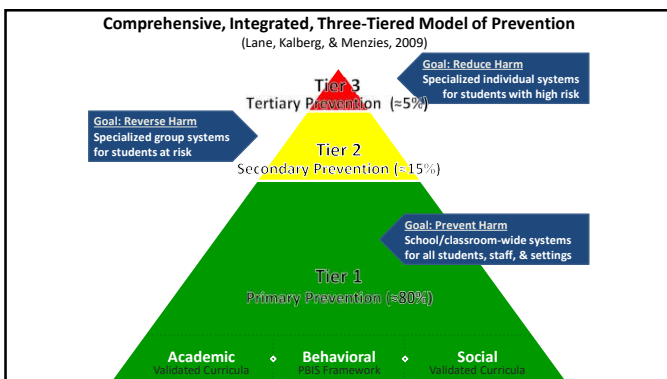 Comprehensive, Integrated, Three-Tiered Model of Prevention
(Lane, Kalberg, & Menzies, 2009)
Goal: Reduce Harm
Specialized individual systems
for students with high risk
Tier 3
Tertiary Prevention (≈5%)
Goal: Reverse Harm
Specialized group systems
for students at risk
Tier 2
Secondary Prevention (≈15%)
Goal: Prevent Harm
School/classroom-wide systems
for all students, staff, & settings
Tier 1
Primary Prevention (≈80%)
Academic ⋄ Behavioral ⋄ Social
Validated Curricula PBIS Framework Validated Curricula